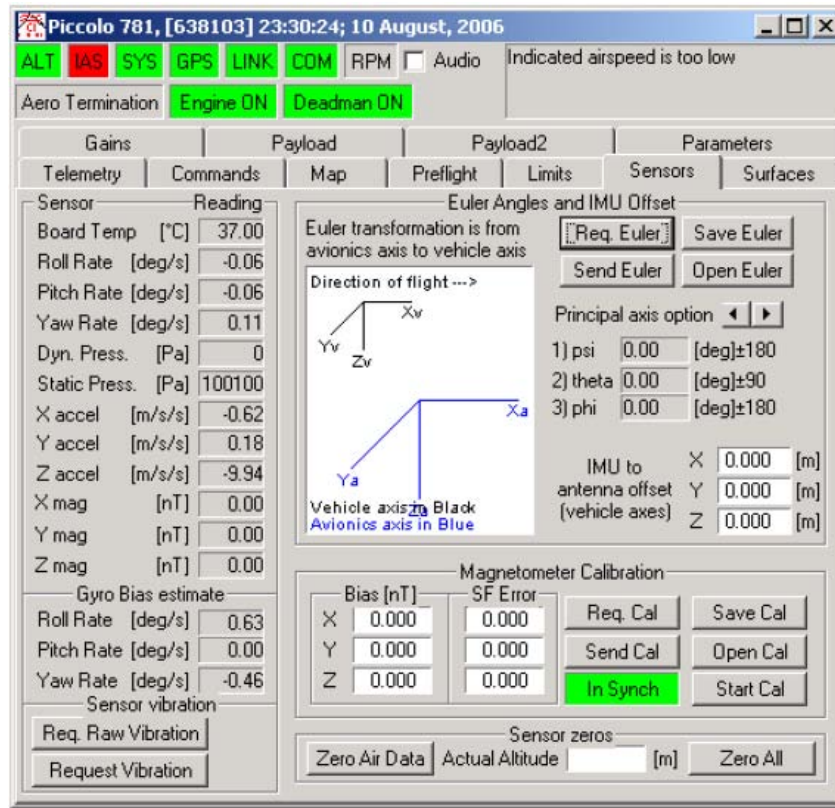 Piccolo 781, [638103] 23:30:24; 10 August, 2006
ALT IAS SYS GPS LINK COM RPM Audio Indicated airspeed is too low
Aero Termination Engine ON Deadman ON
Gains Payload Payload2 Parameters
Telemetry Commands Map Preflight Limits Sensors Surfaces
Sensor Reading
Board Temp [°C] 37.00
Roll Rate [deg/s] -0.06
Pitch Rate [deg/s] -0.06
Yaw Rate [deg/s] 0.11
Dyn. Press. [Pa] 0
Static Press. [Pa] 100100
X accel [m/s/s] -0.62
Y accel [m/s/s] 0.18
Z accel [m/s/s] -9.94
X mag [nT] 0.00
Y mag [nT] 0.00
Z mag [nT] 0.00
Gyro Bias estimate
Roll Rate [deg/s] 0.63
Pitch Rate [deg/s] 0.00
Yaw Rate [deg/s] -0.46
Sensor vibration
Req. Raw Vibration
Request Vibration
Euler Angles and IMU Offset
Euler transformation is from
avionics axis to vehicle axis
Req. Euler Save Euler
Send Euler Open Euler
Direction of flight --->
Xv
Yv
Zv
Xa
Ya
Za
Vehicle axis in Black
Avionics axis in Blue
Principal axis option
1) psi 0.00 [deg]±180
2) theta 0.00 [deg]±90
3) phi 0.00 [deg]±180
IMU to
antenna offset
(vehicle axes)
X 0.000 [m]
Y 0.000 [m]
Z 0.000 [m]
Magnetometer Calibration
Bias [nT] SF Error
X 0.000 0.000 Req. Cal Save Cal
Y 0.000 0.000 Send Cal Open Cal
Z 0.000 0.000 In Synch Start Cal
Sensor zeros
Zero Air Data Actual Altitude [m] Zero All